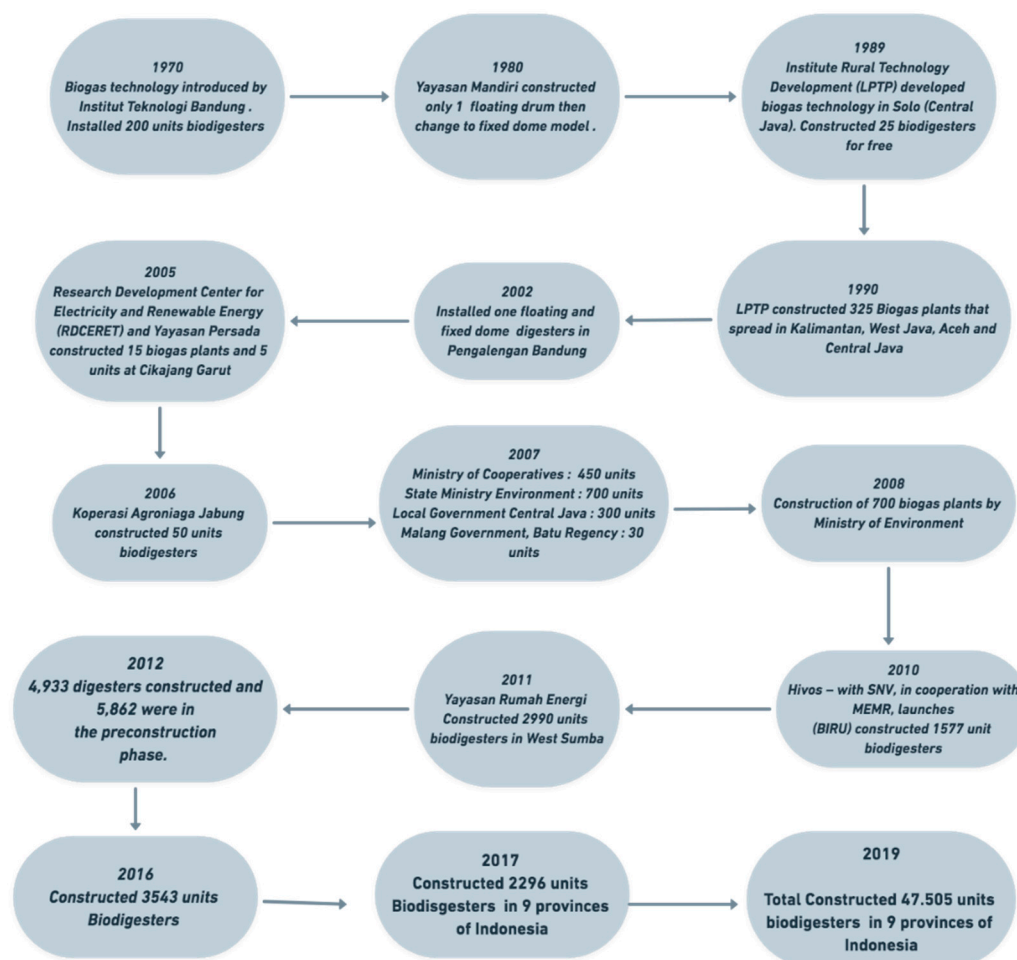 1970
Biogas technology introduced by
Institut Teknologi Bandung .
Installed 200 units biodigesters
1980
Yayasan Mandiri constructed
only 1 floating drum then
change to fixed dome model .
1989
Institute Rural Technology
Development (LPTP) developed
biogas technology in Solo (Central
Java). Constructed 25 biodigesters
for free
1990
LPTP constructed 325 Biogas plants that
spread in Kalimantan, West Java, Aceh and
Central Java
2002
Installed one floating and
fixed dome digesters in
Pengalengan Bandung
2005
Research Development Center for
Electricity and Renewable Energy
(RDCERET) and Yayasan Persada
constructed 15 biogas plants and 5
units at Cikajang Garut
2006
Koperasi Agroniaga Jabung
constructed 50 units
biodigesters
2007
Ministry of Cooperatives : 450 units
State Ministry Environment : 700 units
Local Government Central Java : 300 units
Malang Government, Batu Regency : 30
units
2008
Construction of 700 biogas plants by
Ministry of Environment
2010
Hivos – with SNV, in cooperation with
MEMR, launches
(BIRU) constructed 1577 unit
biodigesters
2011
Yayasan Rumah Energi
Constructed 2990 units
biodigesters in West Sumba
2012
4,933 digesters constructed and
5,862 were in
the preconstruction
phase.
2016
Constructed 3543 units
Biodigesters
2017
Constructed 2296 units
Biodisgesters in 9 provinces
of Indonesia
2019
Total Constructed 47.505 units
biodigesters in 9 provinces of
Indonesia